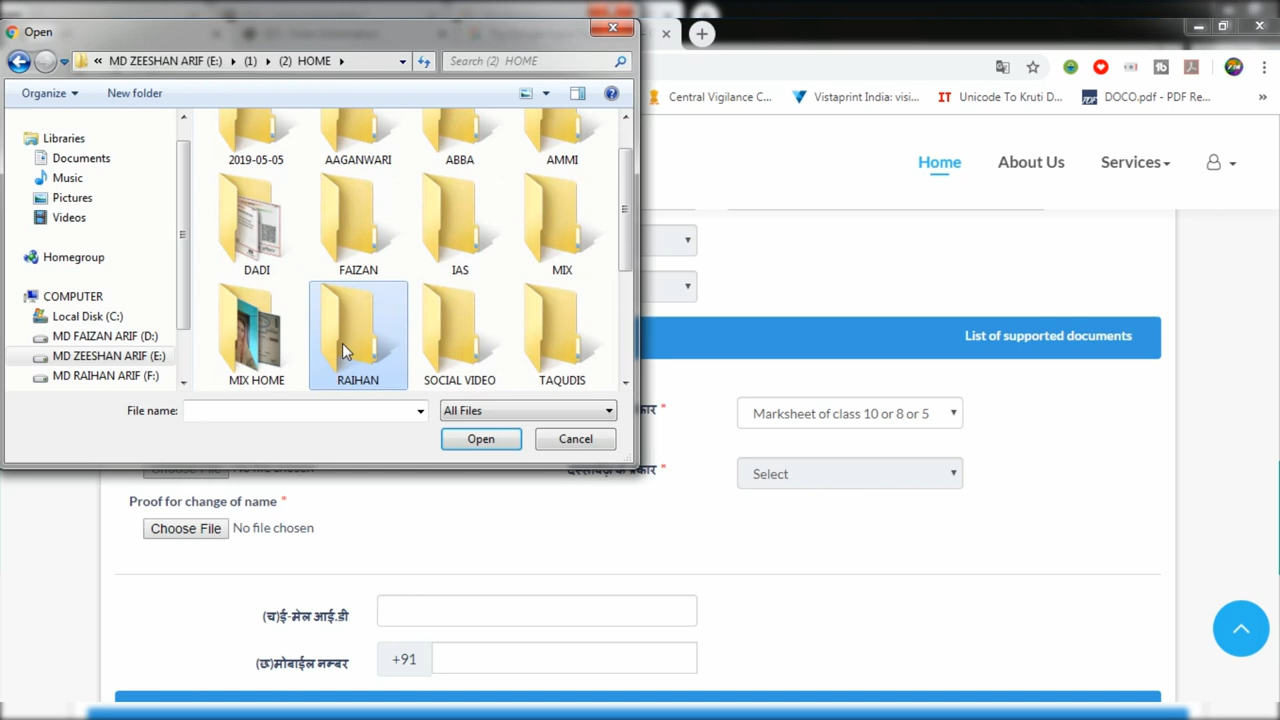 Open
« MD ZEESHAN ARIF (E:) (1) (2) HOME
Search (2) HOME
Central Vigilance C...
Vistaprint India: visi...
IT Unicode To Kruti D...
DOCO.pdf - PDF Re...
»
Organize
New folder
Home
About Us
Services
Libraries
Documents
Music
Pictures
Videos
Homegroup
COMPUTER
Local Disk (C:)
MD FAIZAN ARIF (D:)
MD ZEESHAN ARIF (E:)
MD RAIHAN ARIF (F:)
2019-05-05
AAGANWARI
ABBA
AMMI
DADI
FAIZAN
IAS
MIX
MIX HOME
RAIHAN
SOCIAL VIDEO
TAQUDIS
File name:
All Files
Open
Cancel
List of supported documents
*
Marksheet of class 10 or 8 or 5
*
Select
Proof for change of name *
Choose File No file chosen
(च)ई-मेल आई.डी
(छ)मोबाईल नम्बर
+91